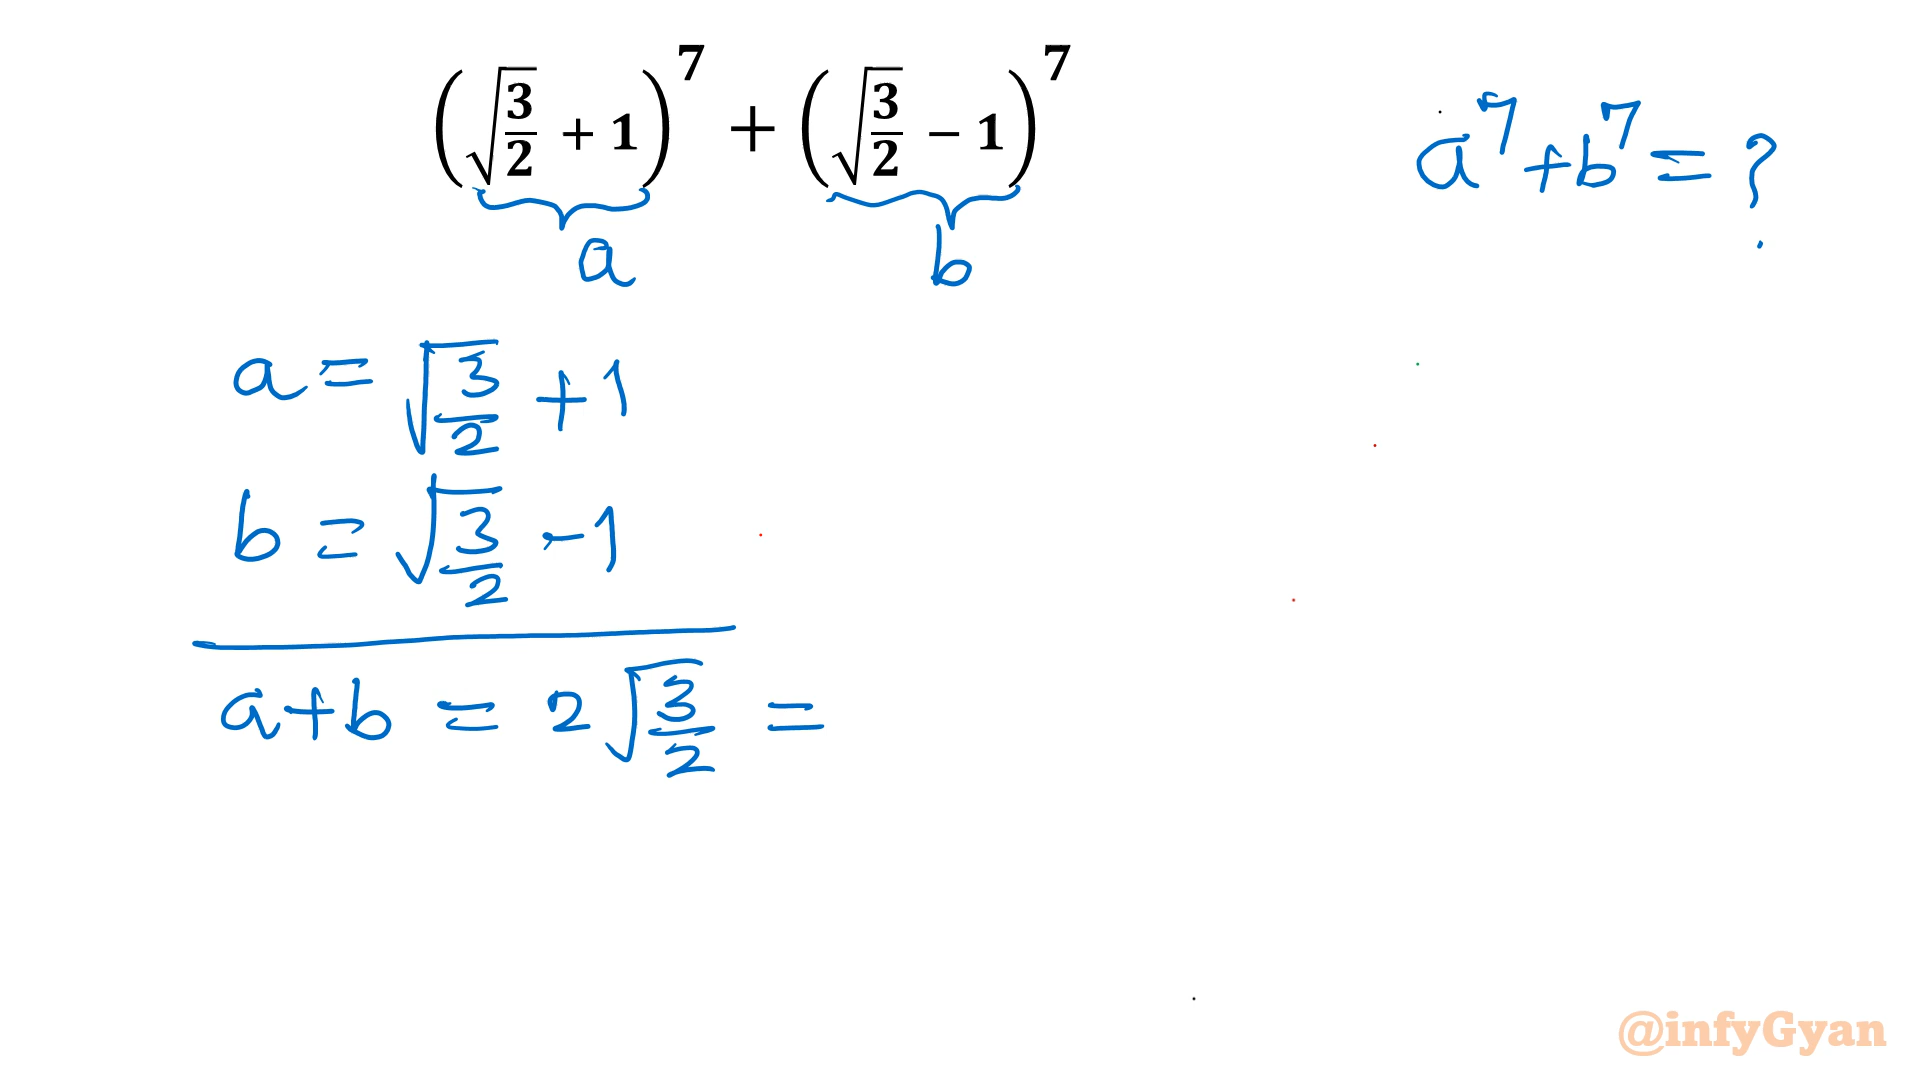 (√(3/2) + 1)^7 + (√(3/2) − 1)^7
a b
a^7 + b^7 = ?
a = √(3/2) + 1
b = √(3/2) − 1
a + b = 2√(3/2) =
@infyGyan